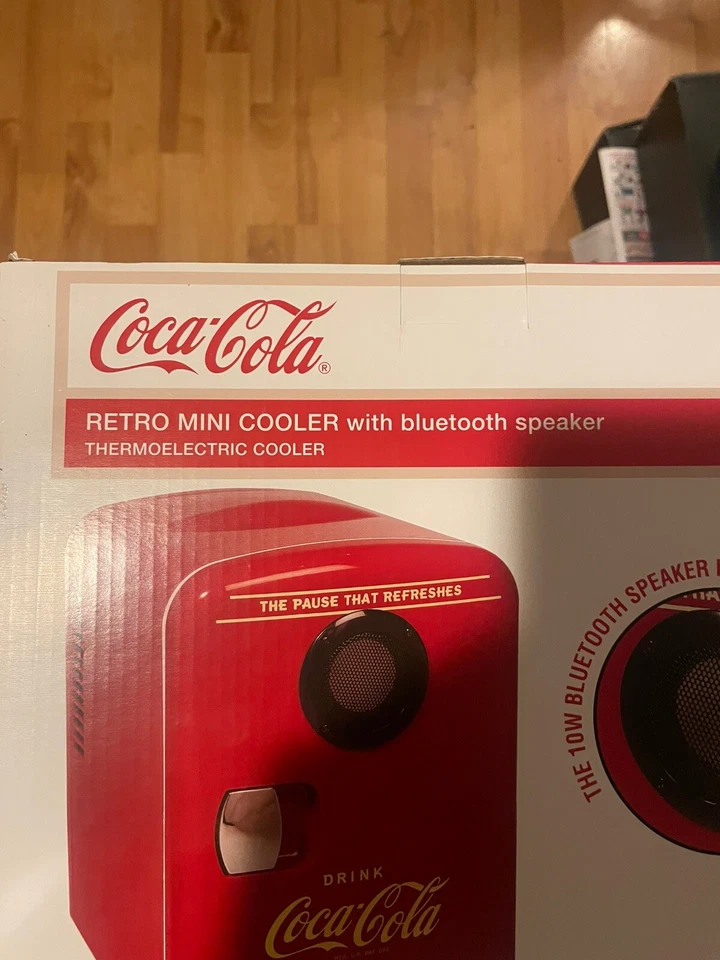 Coca-Cola®
RETRO MINI COOLER with bluetooth speaker
THERMOELECTRIC COOLER
THE PAUSE THAT REFRESHES
THE 10W BLUETOOTH SPEAKER
DRINK
Coca-Cola